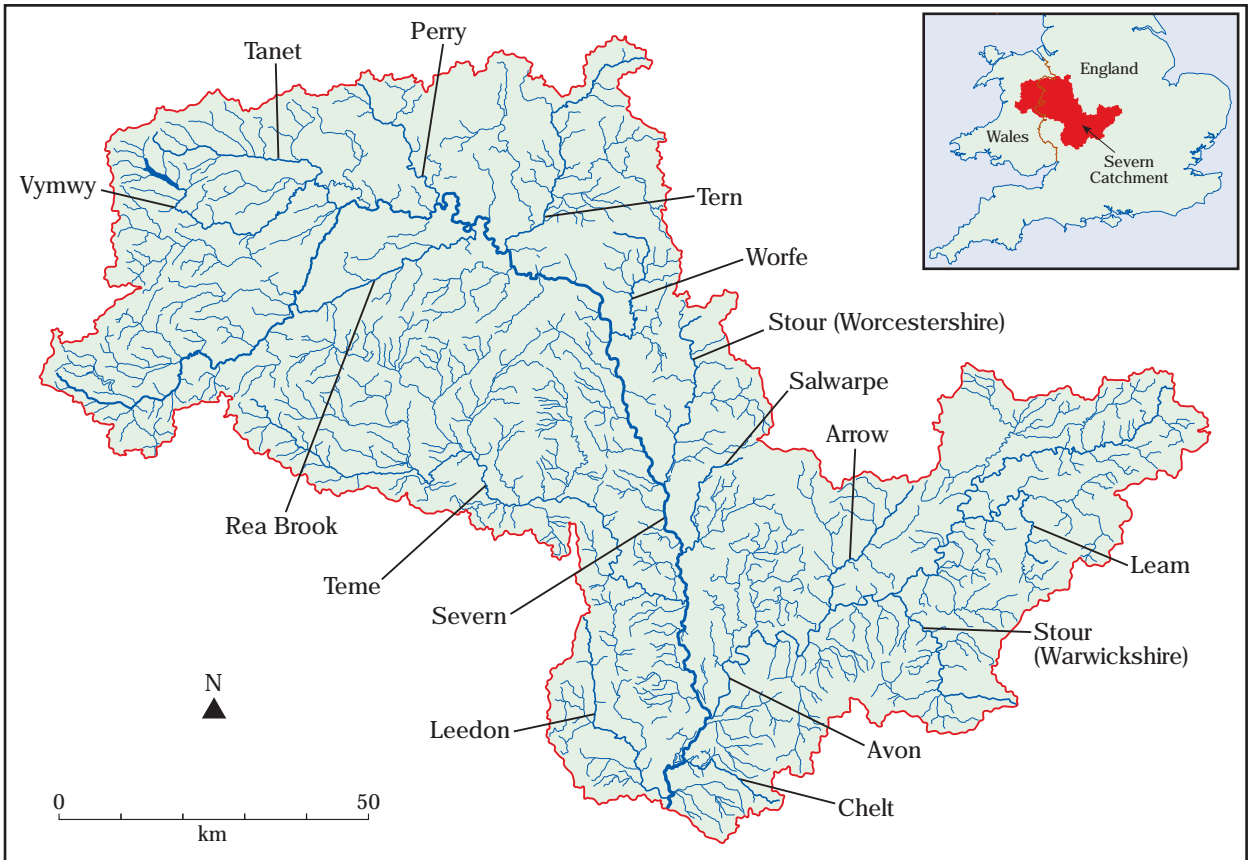 Perry
Tanet
England
Wales
Severn
Catchment
Vymwy
Tern
Worfe
Stour (Worcestershire)
Salwarpe
Arrow
Rea Brook
Leam
Teme
Severn
Stour
(Warwickshire)
N
Leedon
Avon
Chelt
0 50
km